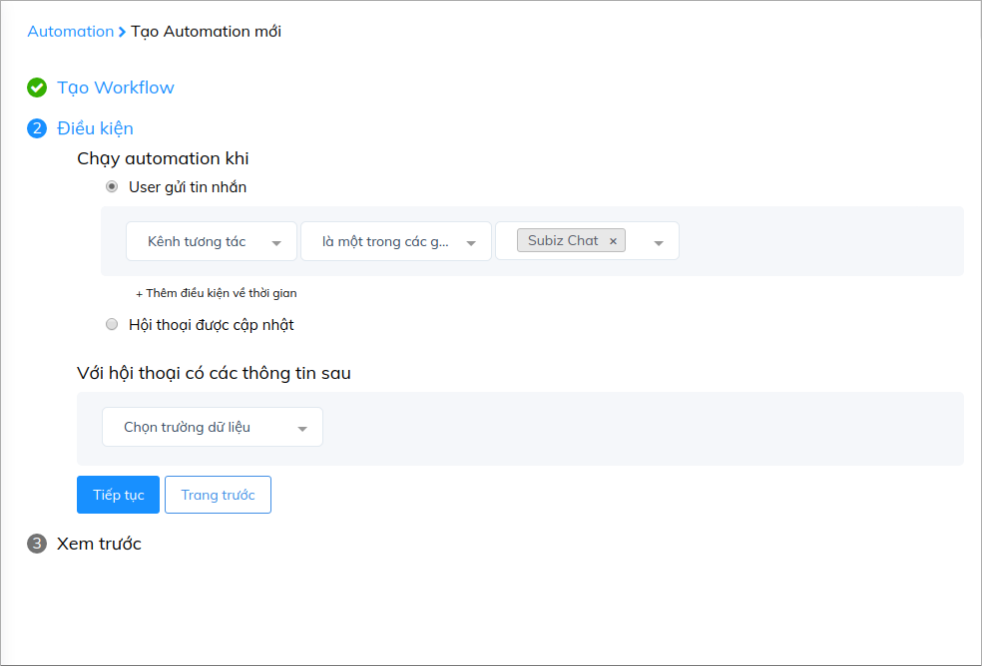 Automation > Tạo Automation mới
Tạo Workflow
2 Điều kiện
Chạy automation khi
User gửi tin nhắn
Kênh tương tác là một trong các g... Subiz Chat ×
+ Thêm điều kiện về thời gian
Hội thoại được cập nhật
Với hội thoại có các thông tin sau
Chọn trường dữ liệu
Tiếp tục Trang trước
3 Xem trước